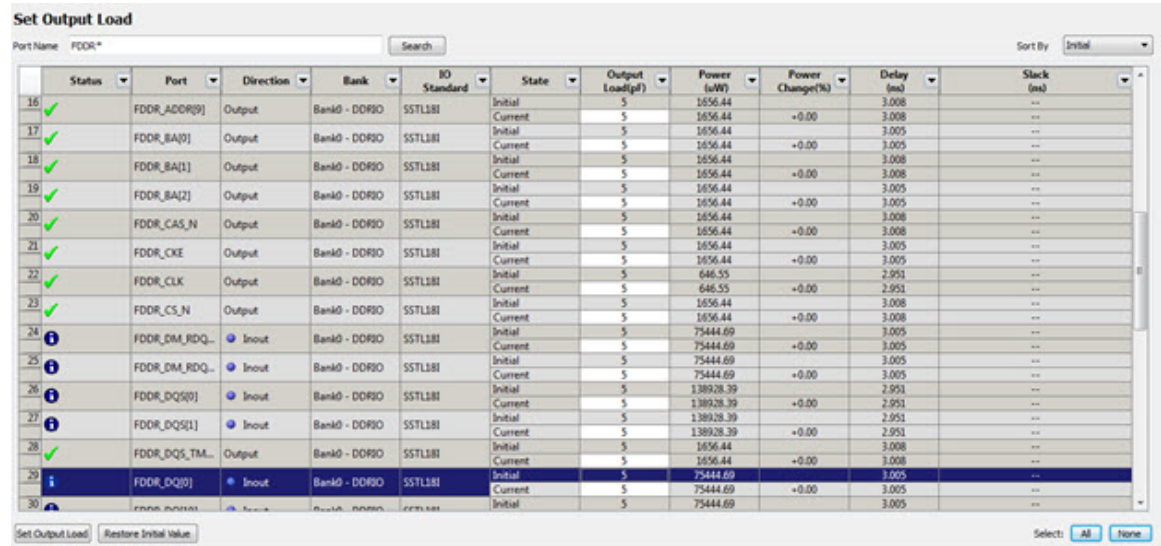 Set Output Load
Port Name FDDR* Search Sort By Initial
Status Port Direction Bank IO Standard State Output Load(pF) Power (uW) Power Change(%) Delay (ns) Slack (ns)
16 FDDR_ADDR[9] Output Bank0 - DDRIO SSTL18I Initial 5 1656.44 3.008 --
Current 5 1656.44 +0.00 3.008 --
17 FDDR_BA[0] Output Bank0 - DDRIO SSTL18I Initial 5 1656.44 3.005 --
Current 5 1656.44 +0.00 3.005 --
18 FDDR_BA[1] Output Bank0 - DDRIO SSTL18I Initial 5 1656.44 3.008 --
Current 5 1656.44 +0.00 3.008 --
19 FDDR_BA[2] Output Bank0 - DDRIO SSTL18I Initial 5 1656.44 3.005 --
Current 5 1656.44 +0.00 3.005 --
20 FDDR_CAS_N Output Bank0 - DDRIO SSTL18I Initial 5 1656.44 3.008 --
Current 5 1656.44 +0.00 3.008 --
21 FDDR_CKE Output Bank0 - DDRIO SSTL18I Initial 5 1656.44 3.005 --
Current 5 1656.44 +0.00 3.005 --
22 FDDR_CLK Output Bank0 - DDRIO SSTL18I Initial 5 646.55 2.951 --
Current 5 646.55 +0.00 2.951 --
23 FDDR_CS_N Output Bank0 - DDRIO SSTL18I Initial 5 1656.44 3.008 --
Current 5 1656.44 +0.00 3.008 --
24 FDDR_DM_RDQ... Inout Bank0 - DDRIO SSTL18I Initial 5 75444.69 3.005 --
Current 5 75444.69 +0.00 3.005 --
25 FDDR_DM_RDQ... Inout Bank0 - DDRIO SSTL18I Initial 5 75444.69 3.005 --
Current 5 75444.69 +0.00 3.005 --
26 FDDR_DQS[0] Inout Bank0 - DDRIO SSTL18I Initial 5 138928.39 2.951 --
Current 5 138928.39 +0.00 2.951 --
27 FDDR_DQS[1] Inout Bank0 - DDRIO SSTL18I Initial 5 138928.39 2.951 --
Current 5 138928.39 +0.00 2.951 --
28 FDDR_DQS_TM... Output Bank0 - DDRIO SSTL18I Initial 5 1656.44 3.008 --
Current 5 1656.44 +0.00 3.008 --
29 FDDR_DQ[0] Inout Bank0 - DDRIO SSTL18I Initial 5 75444.69 3.005 --
Current 5 75444.69 +0.00 3.005 --
30 Initial 5 75444.69 3.005 --
Set Output Load Restore Initial Value Select: All None